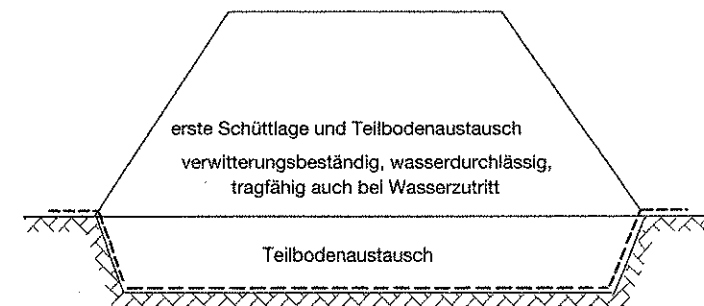 erste Schüttlage und Teilbodenaustausch
verwitterungsbeständig, wasserdurchlässig,
tragfähig auch bei Wasserzutritt
Teilbodenaustausch